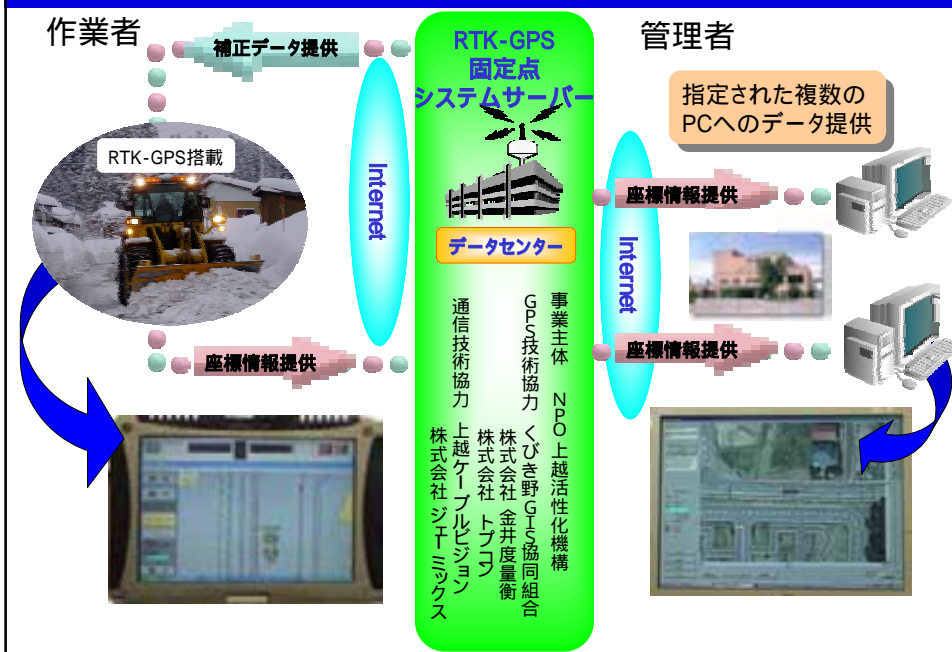 作業者
補正データ提供
RTK-GPS搭載
座標情報提供
Internet
RTK-GPS
固定点
システムサーバー
データセンター
事業主体 NPO 上越活性化機構
GPS技術協力 くびき野GIS協同組合
株式会社 金井度量衡
株式会社 トプコン
通信技術協力 上越ケーブルビジョン
株式会社 ジェーミックス
管理者
指定された複数の
PCへのデータ提供
Internet
座標情報提供
座標情報提供